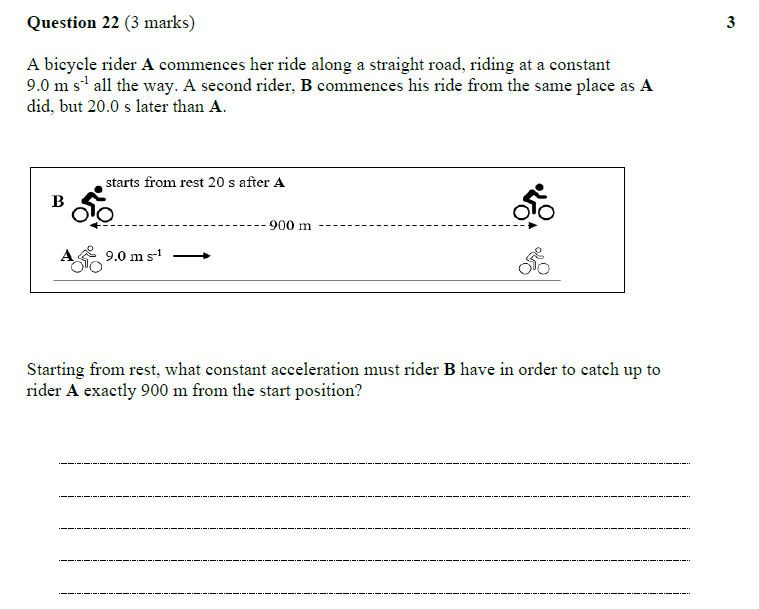 Question 22 (3 marks) 3
A bicycle rider A commences her ride along a straight road, riding at a constant
9.0 m s⁻¹ all the way. A second rider, B commences his ride from the same place as A
did, but 20.0 s later than A.
starts from rest 20 s after A
B
900 m
A 9.0 m s⁻¹
Starting from rest, what constant acceleration must rider B have in order to catch up to
rider A exactly 900 m from the start position?